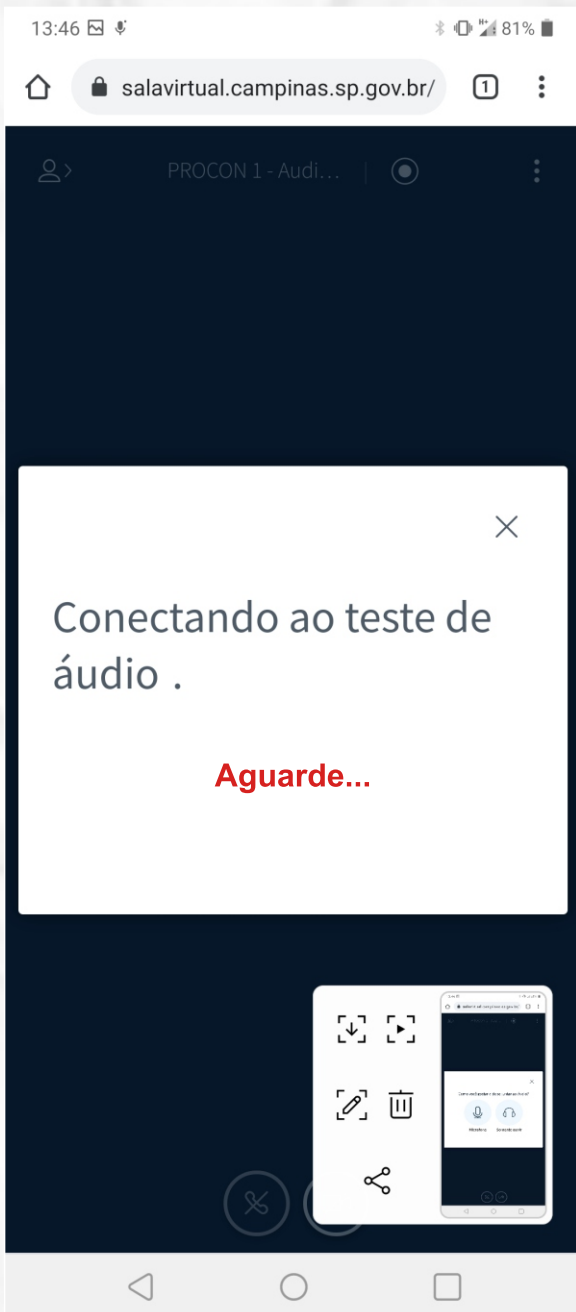 13:46
H+
81%
salavirtual.campinas.sp.gov.br/
1
PROCON 1 - Audi...
Conectando ao teste de
áudio .
Aguarde...